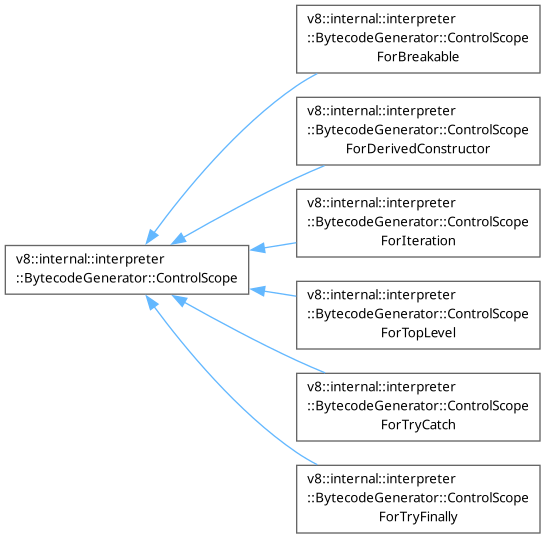 v8::internal::interpreter
::BytecodeGenerator::ControlScope
ForBreakable
v8::internal::interpreter
::BytecodeGenerator::ControlScope
ForDerivedConstructor
v8::internal::interpreter
::BytecodeGenerator::ControlScope
ForIteration
v8::internal::interpreter
::BytecodeGenerator::ControlScope
v8::internal::interpreter
::BytecodeGenerator::ControlScope
ForTopLevel
v8::internal::interpreter
::BytecodeGenerator::ControlScope
ForTryCatch
v8::internal::interpreter
::BytecodeGenerator::ControlScope
ForTryFinally